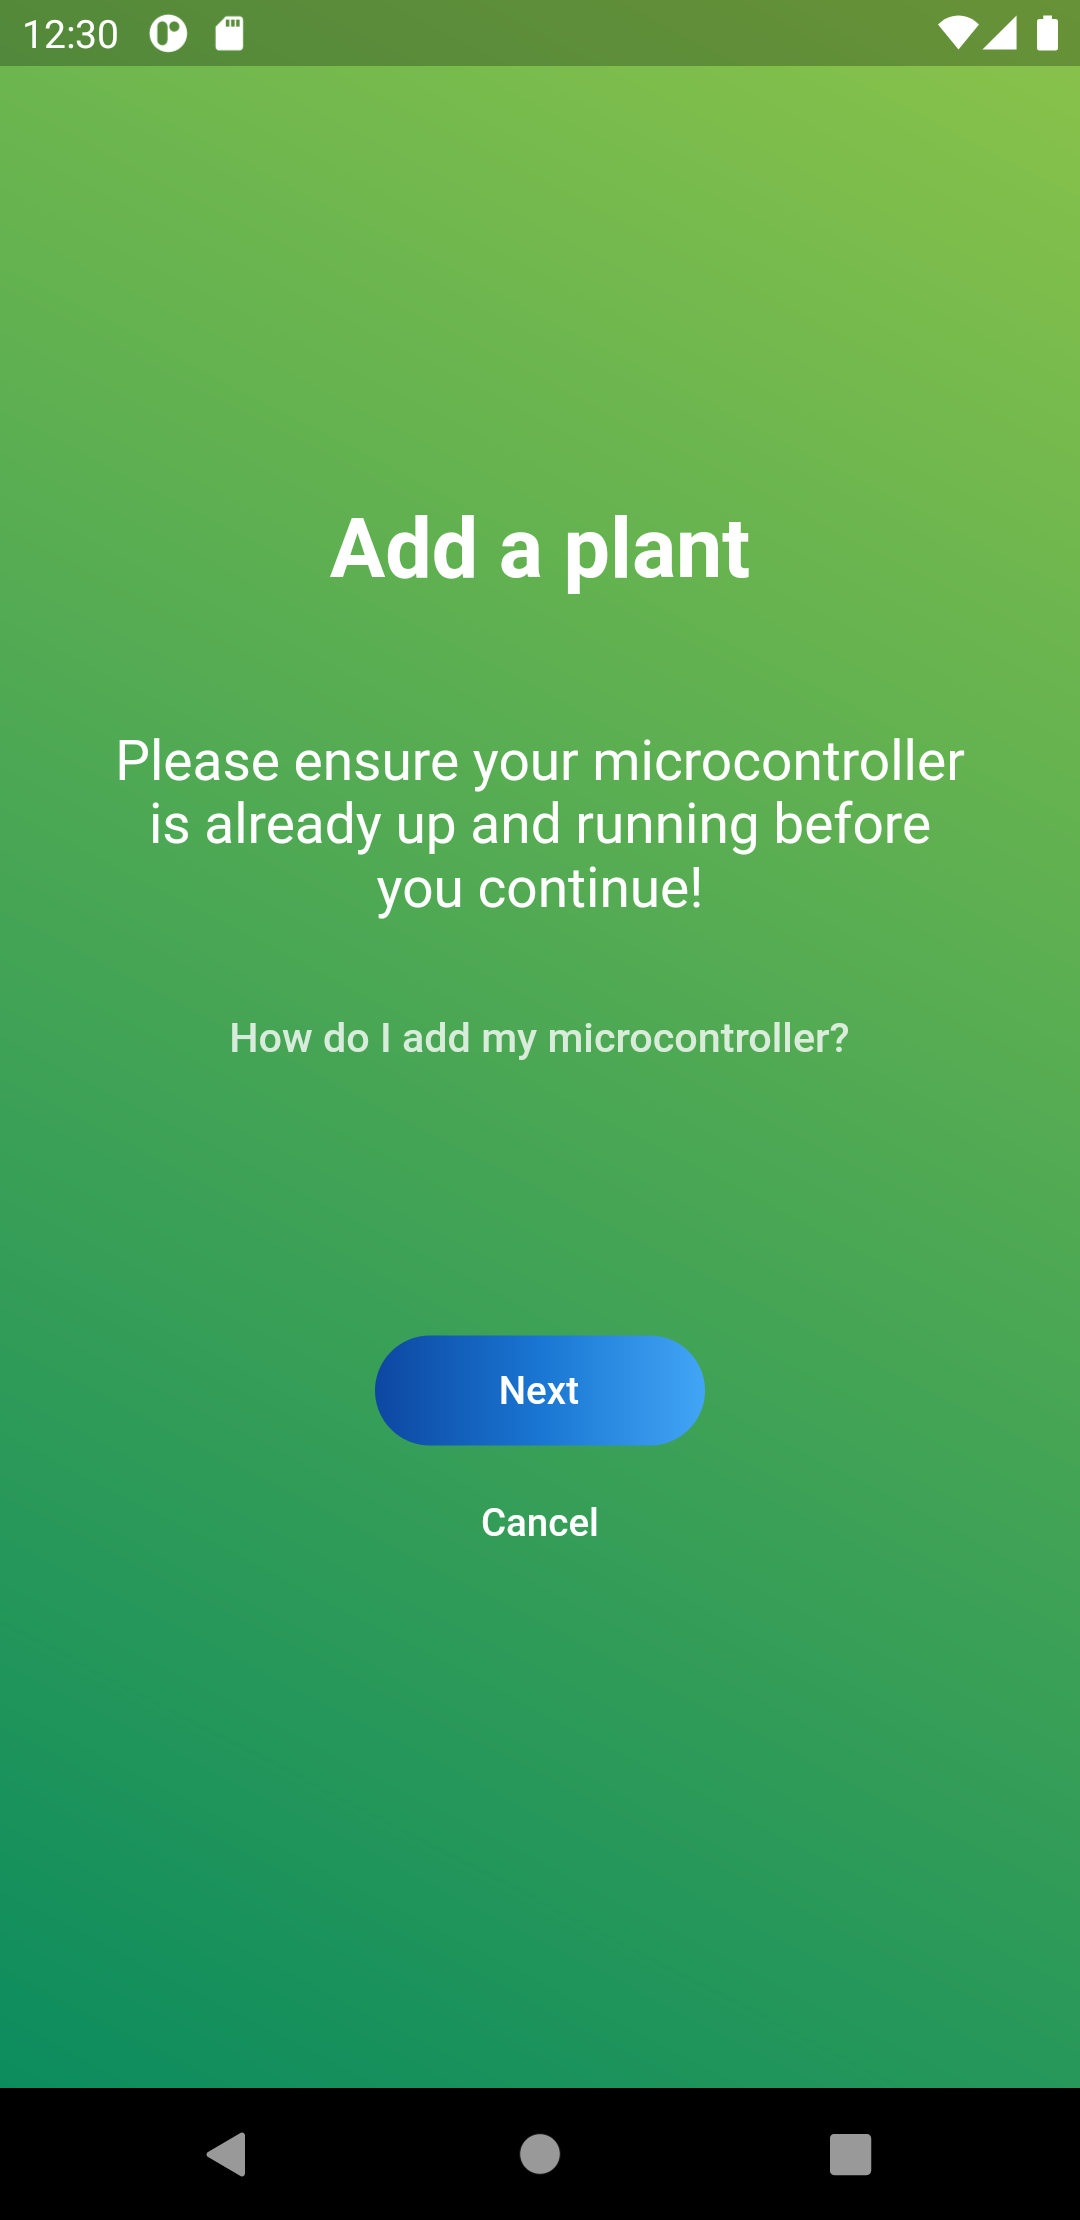 12:30
Add a plant
Please ensure your microcontroller
is already up and running before
you continue!
How do I add my microcontroller?
Next
Cancel